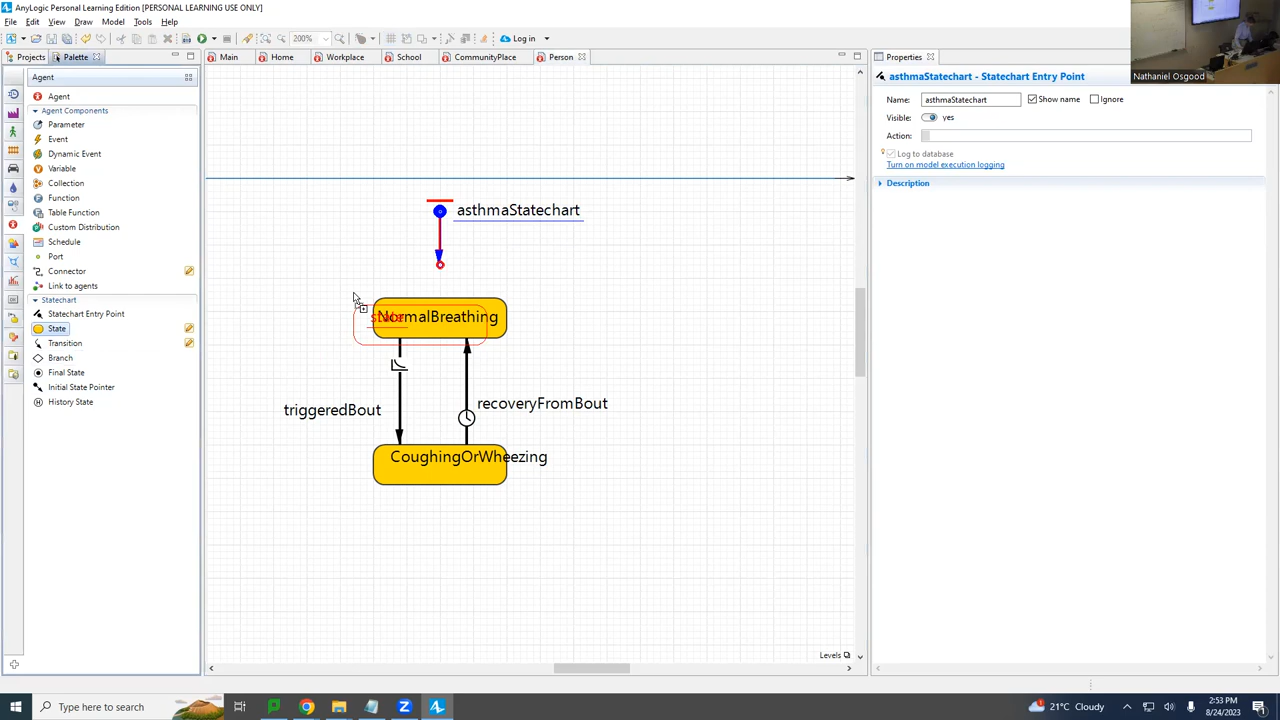 AnyLogic Personal Learning Edition [PERSONAL LEARNING USE ONLY]
File Edit View Draw Model Tools Help
200% Log in
Projects Palette
Main Home Workplace School CommunityPlace Person
Properties
Agent
Agent
Agent Components
Parameter
Event
Dynamic Event
Variable
Collection
Function
Table Function
Custom Distribution
Schedule
Port
Connector
Link to agents
Statechart
Statechart Entry Point
State
Transition
Branch
Final State
Initial State Pointer
History State
asthmaStatechart
NormalBreathing
state
triggeredBout
recoveryFromBout
CoughingOrWheezing
Levels
asthmaStatechart - Statechart Entry Point
Name: asthmaStatechart Show name Ignore
Visible: yes
Action:
Log to database
Turn on model execution logging
Description
Nathaniel Osgood
Type here to search
21°C Cloudy
2:53 PM
8/24/2023